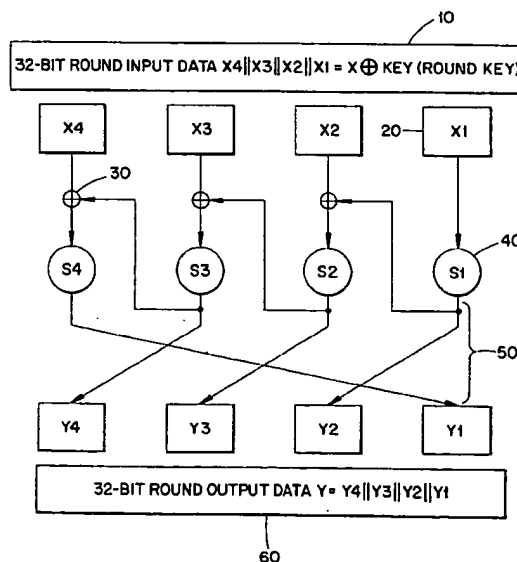 10
32-BIT ROUND INPUT DATA X4||X3||X2||X1 = X ⊕ KEY (ROUND KEY)
X4 X3 X2 20 X1
30
S4 S3 S2 S1 40
50
Y4 Y3 Y2 Y1
32-BIT ROUND OUTPUT DATA Y = Y4||Y3||Y2||Y1
60